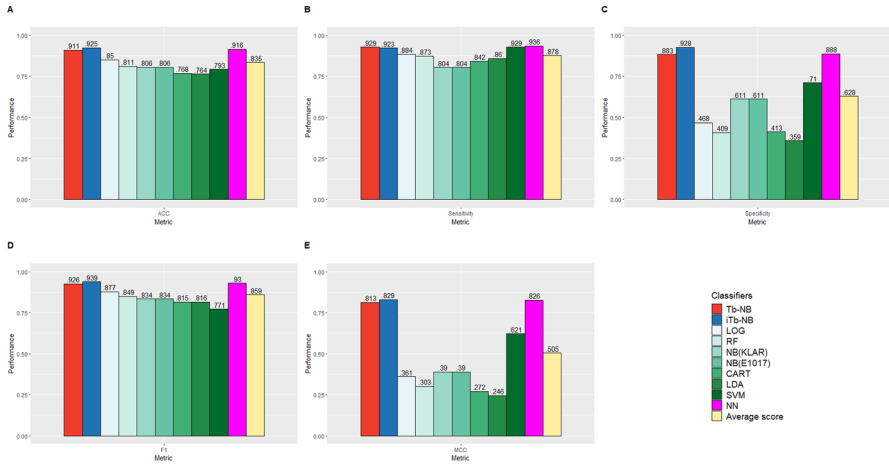 A
1.00
0.75
0.50
0.25
0.00
Performance
.911
.925
.85
.811
.806
.806
.768
.764
.793
.916
.835
ACC
Metric
B
1.00
0.75
0.50
0.25
0.00
Performance
.929
.923
.884
.873
.804
.804
.842
.86
.929
.936
.878
Sensitivity
Metric
C
1.00
0.75
0.50
0.25
0.00
Performance
.883
.928
.468
.409
.611
.611
.413
.359
.71
.888
.628
Specificity
Metric
D
1.00
0.75
0.50
0.25
0.00
Performance
.926
.939
.877
.849
.834
.834
.815
.816
.771
.93
.859
F1
Metric
E
1.00
0.75
0.50
0.25
0.00
Performance
.813
.829
.361
.303
.39
.39
.272
.246
.621
.826
.505
MCC
Metric
Classifiers
Tb-NB
iTb-NB
LOG
RF
NB(KLAR)
NB(E1017)
CART
LDA
SVM
NN
Average score